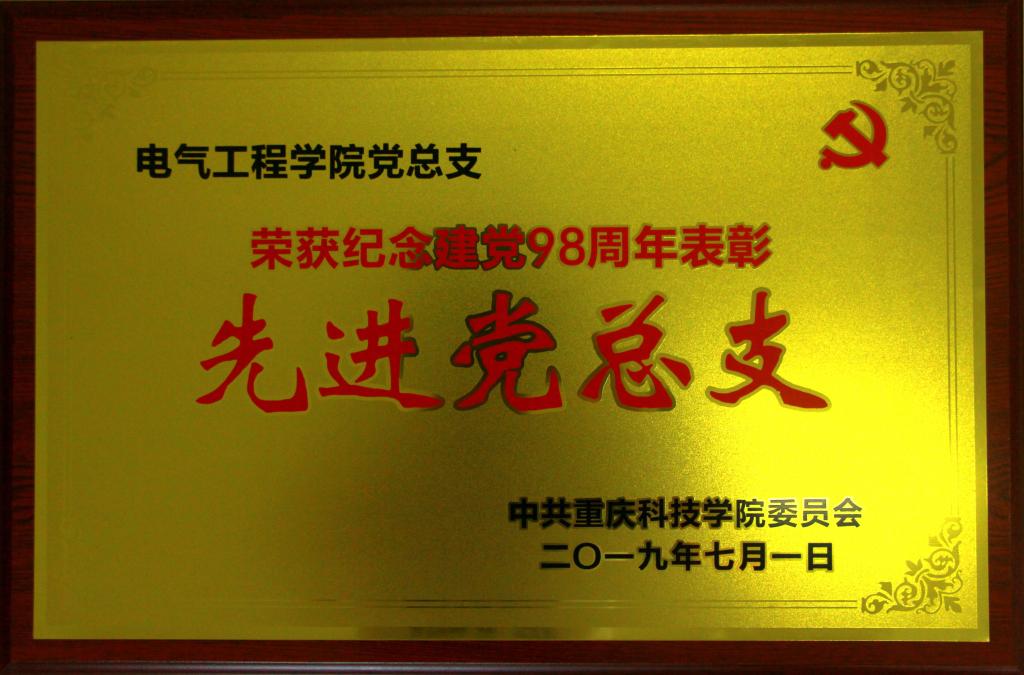 电气工程学院党总支
荣获纪念建党98周年表彰
先进党总支
中共重庆科技学院委员会
二〇一九年七月一日